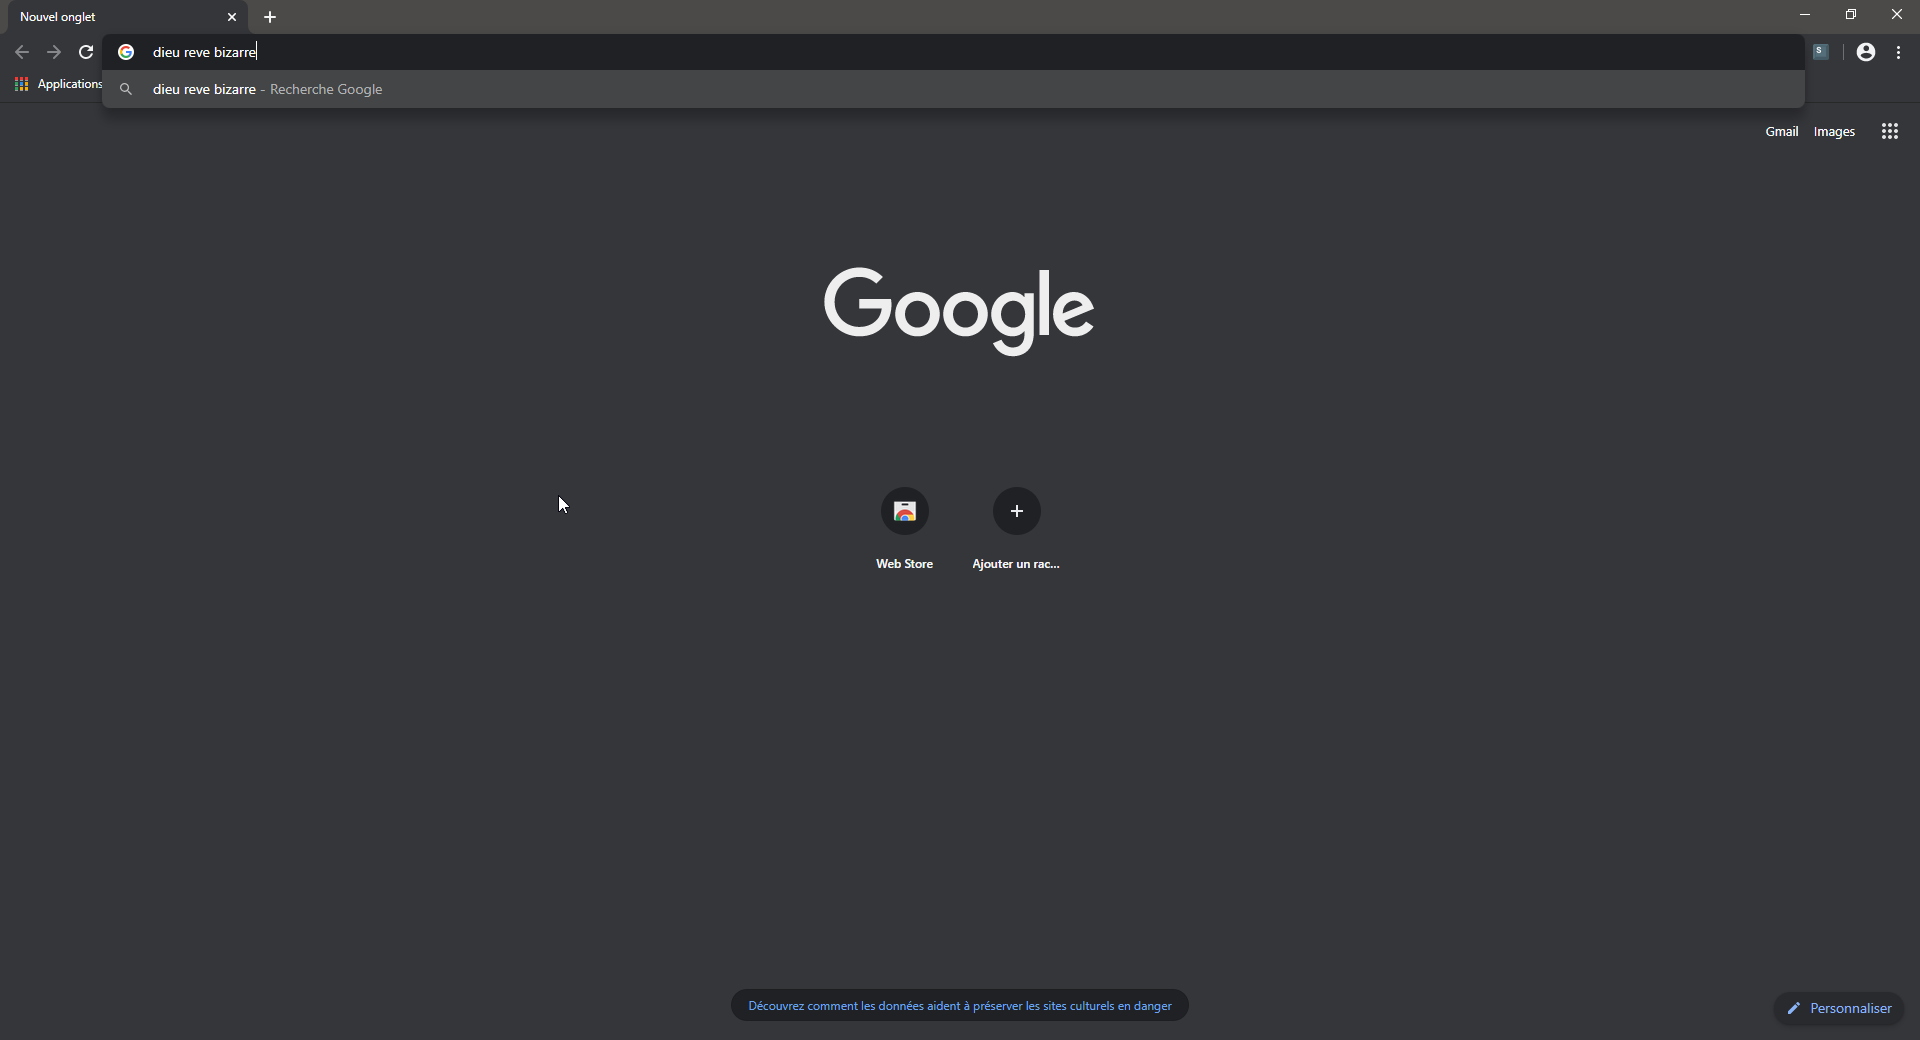 Nouvel onglet
dieu reve bizarre
Applications
dieu reve bizarre - Recherche Google
Gmail Images
Google
Web Store
Ajouter un rac...
Découvrez comment les données aident à préserver les sites culturels en danger
Personnaliser